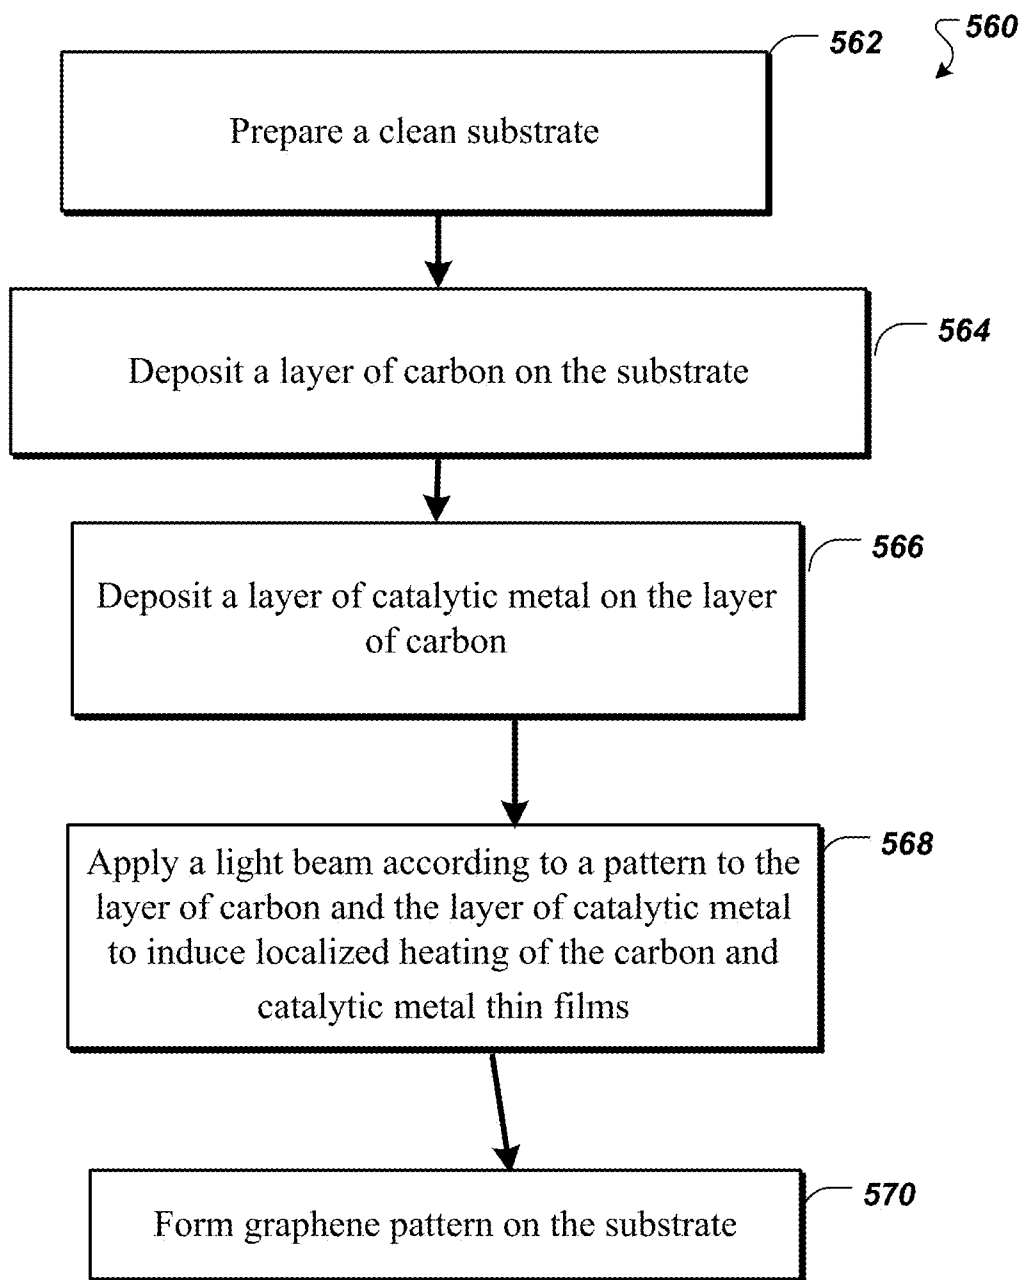 560
562
Prepare a clean substrate
564
Deposit a layer of carbon on the substrate
566
Deposit a layer of catalytic metal on the layer
of carbon
568
Apply a light beam according to a pattern to the
layer of carbon and the layer of catalytic metal
to induce localized heating of the carbon and
catalytic metal thin films
570
Form graphene pattern on the substrate